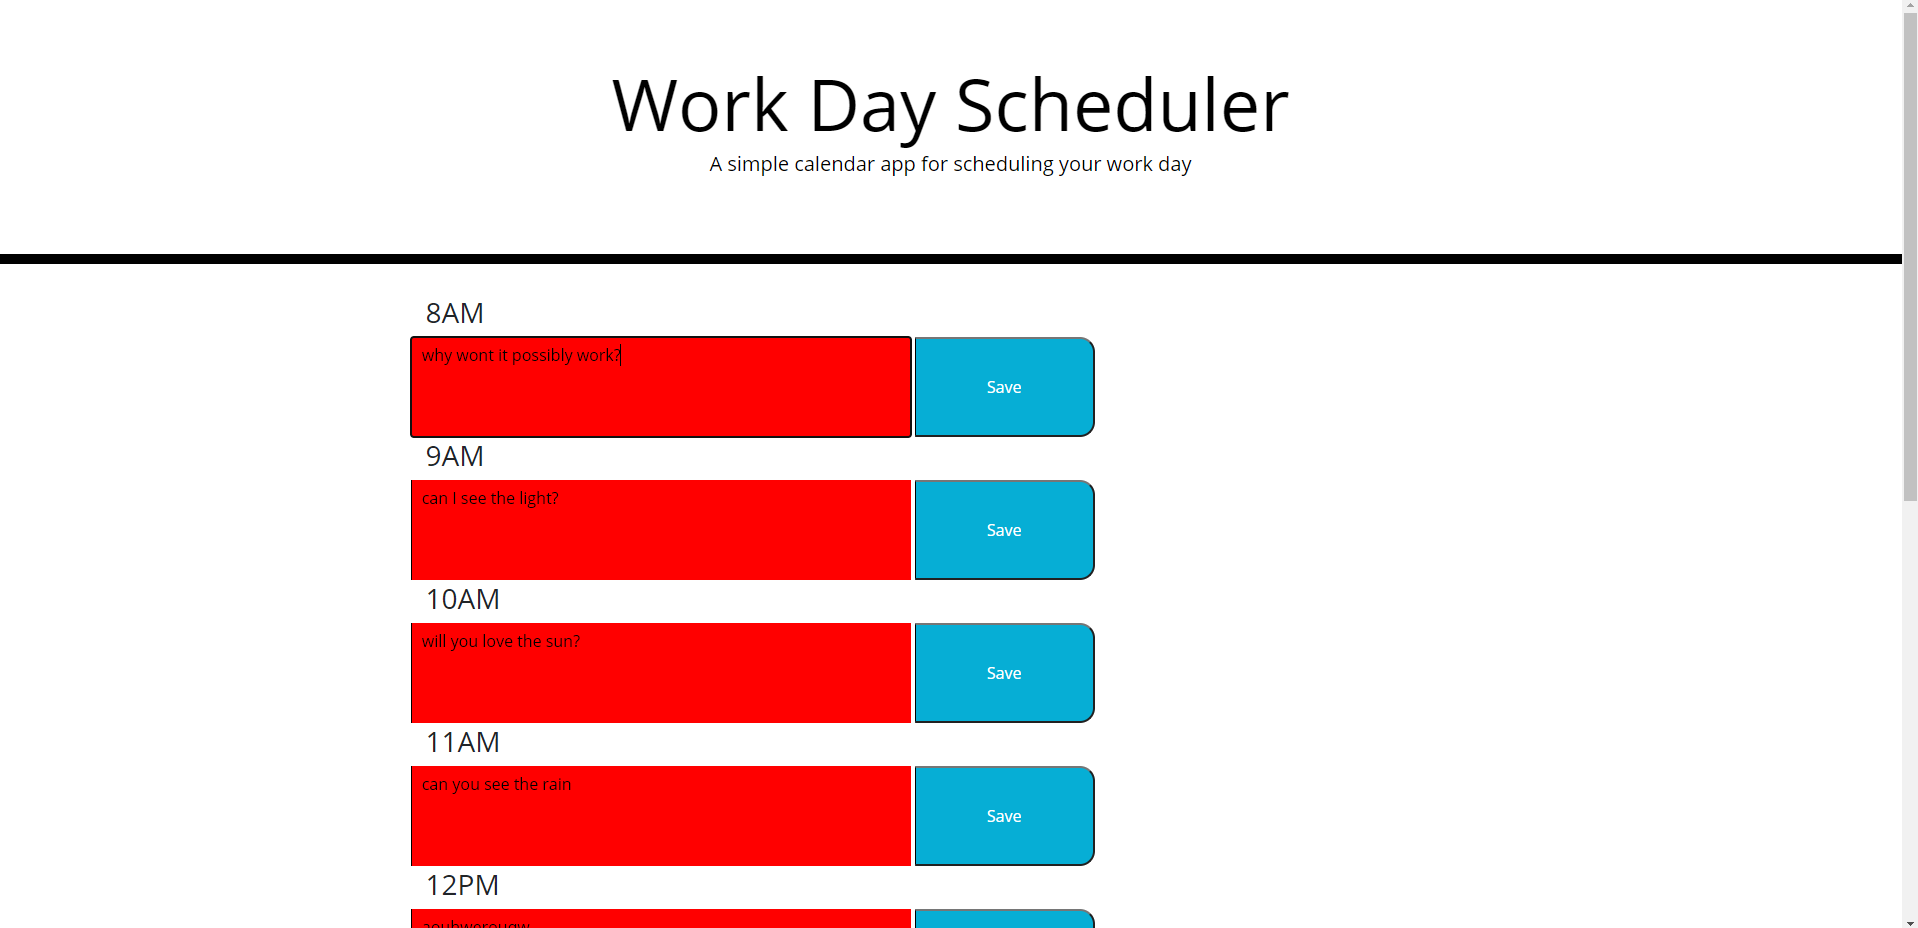 Work Day Scheduler
A simple calendar app for scheduling your work day
8AM
why wont it possibly work?
Save
9AM
can I see the light?
Save
10AM
will you love the sun?
Save
11AM
can you see the rain
Save
12PM